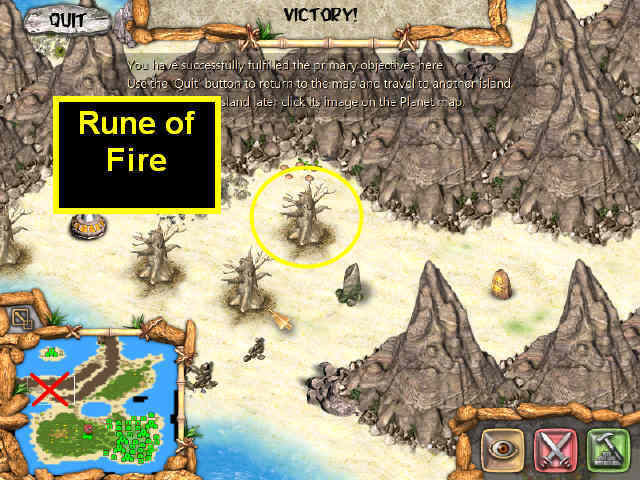 QUIT
VICTORY!
You have successfully fulfilled the primary objectives here.
Use the 'Quit' button to return to the map and travel to another island.
island later click its image on the Planet map.
Rune of
Fire